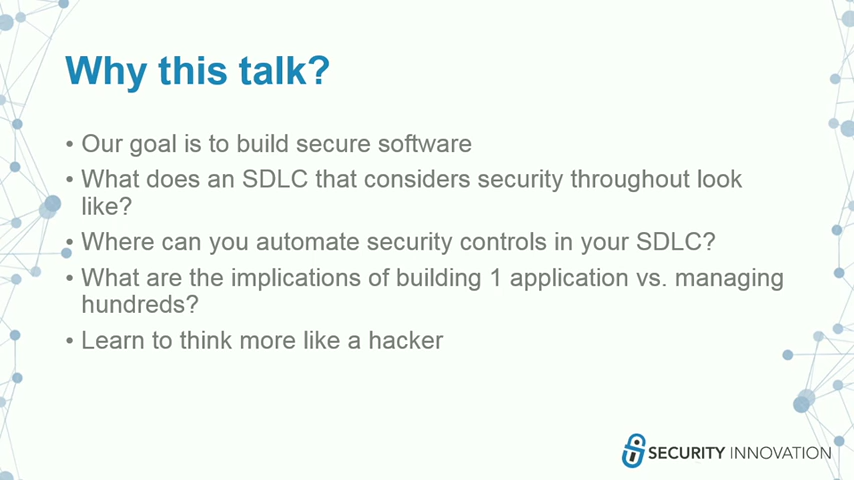 Why this talk?
• Our goal is to build secure software
• What does an SDLC that considers security throughout look
like?
• Where can you automate security controls in your SDLC?
• What are the implications of building 1 application vs. managing
hundreds?
• Learn to think more like a hacker
SECURITY INNOVATION